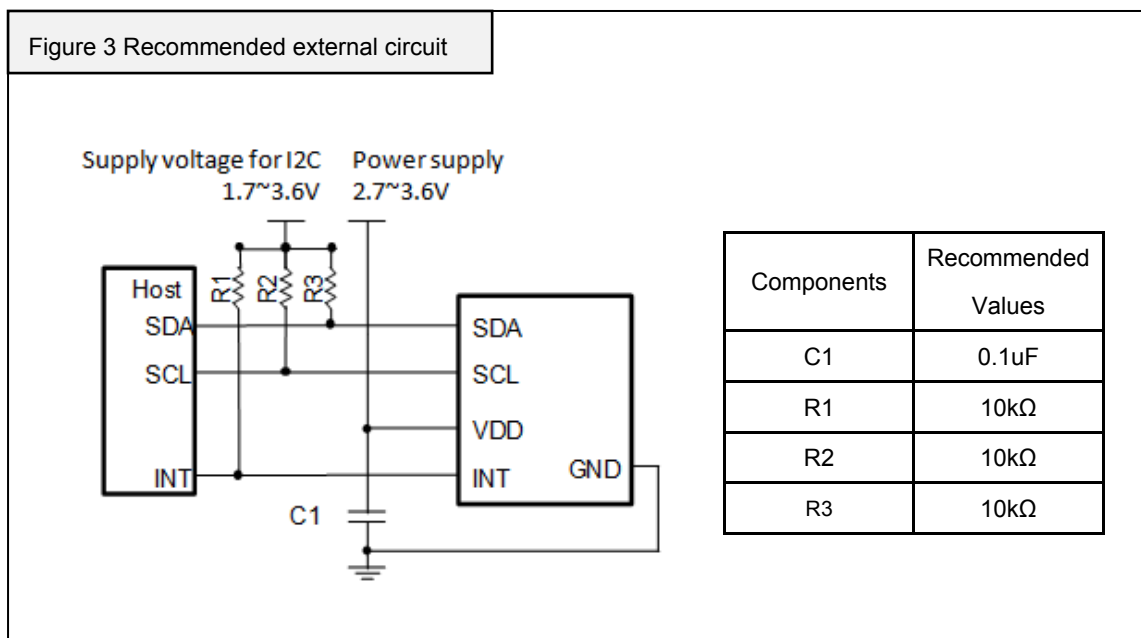 Figure 3 Recommended external circuit
Supply voltage for I2C
1.7~3.6V
Power supply
2.7~3.6V
R1
R2
R3
Host
SDA
SCL
INT
SDA
SCL
VDD
INT
GND
C1
Components
Recommended
Values
C1
0.1uF
R1
10kΩ
R2
10kΩ
R3
10kΩ